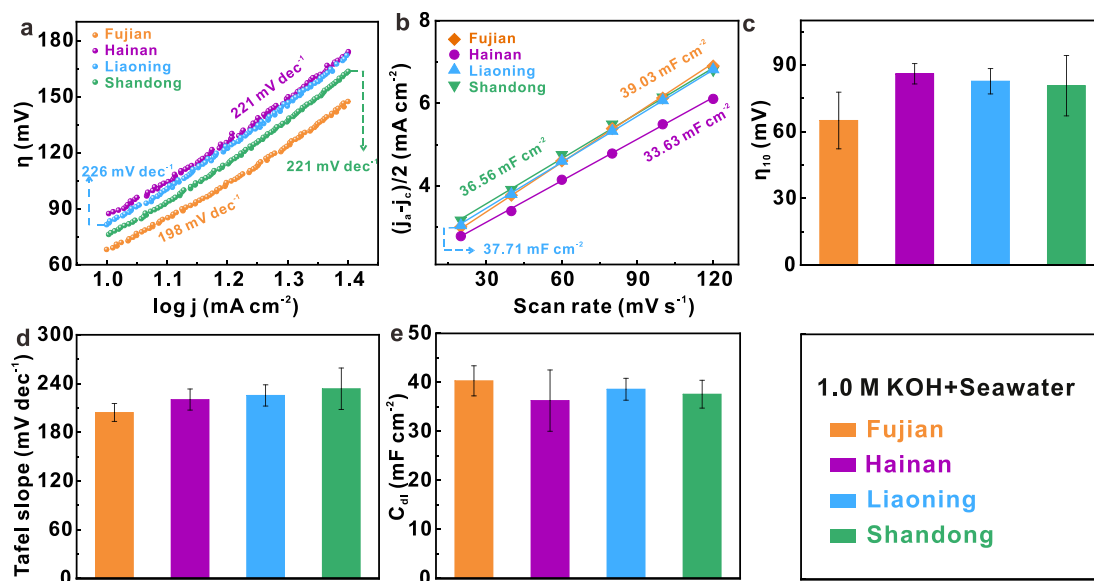 a
180
150
120
90
60
η (mV)
Fujian
Hainan
Liaoning
Shandong
221 mV dec⁻¹
226 mV dec⁻¹
221 mV dec⁻¹
198 mV dec⁻¹
1.0 1.1 1.2 1.3 1.4
log j (mA cm⁻²)
b
8
6
4
(jₐ-j꜀)/2 (mA cm⁻²)
Fujian
Hainan
Liaoning
Shandong
39.03 mF cm⁻²
36.56 mF cm⁻²
33.63 mF cm⁻²
37.71 mF cm⁻²
30 60 90 120
Scan rate (mV s⁻¹)
c
90
60
30
0
η₁₀ (mV)
d
300
240
180
120
60
0
Tafel slope (mV dec⁻¹)
e
50
40
30
20
10
0
C_dl (mF cm⁻²)
1.0 M KOH+Seawater
Fujian
Hainan
Liaoning
Shandong